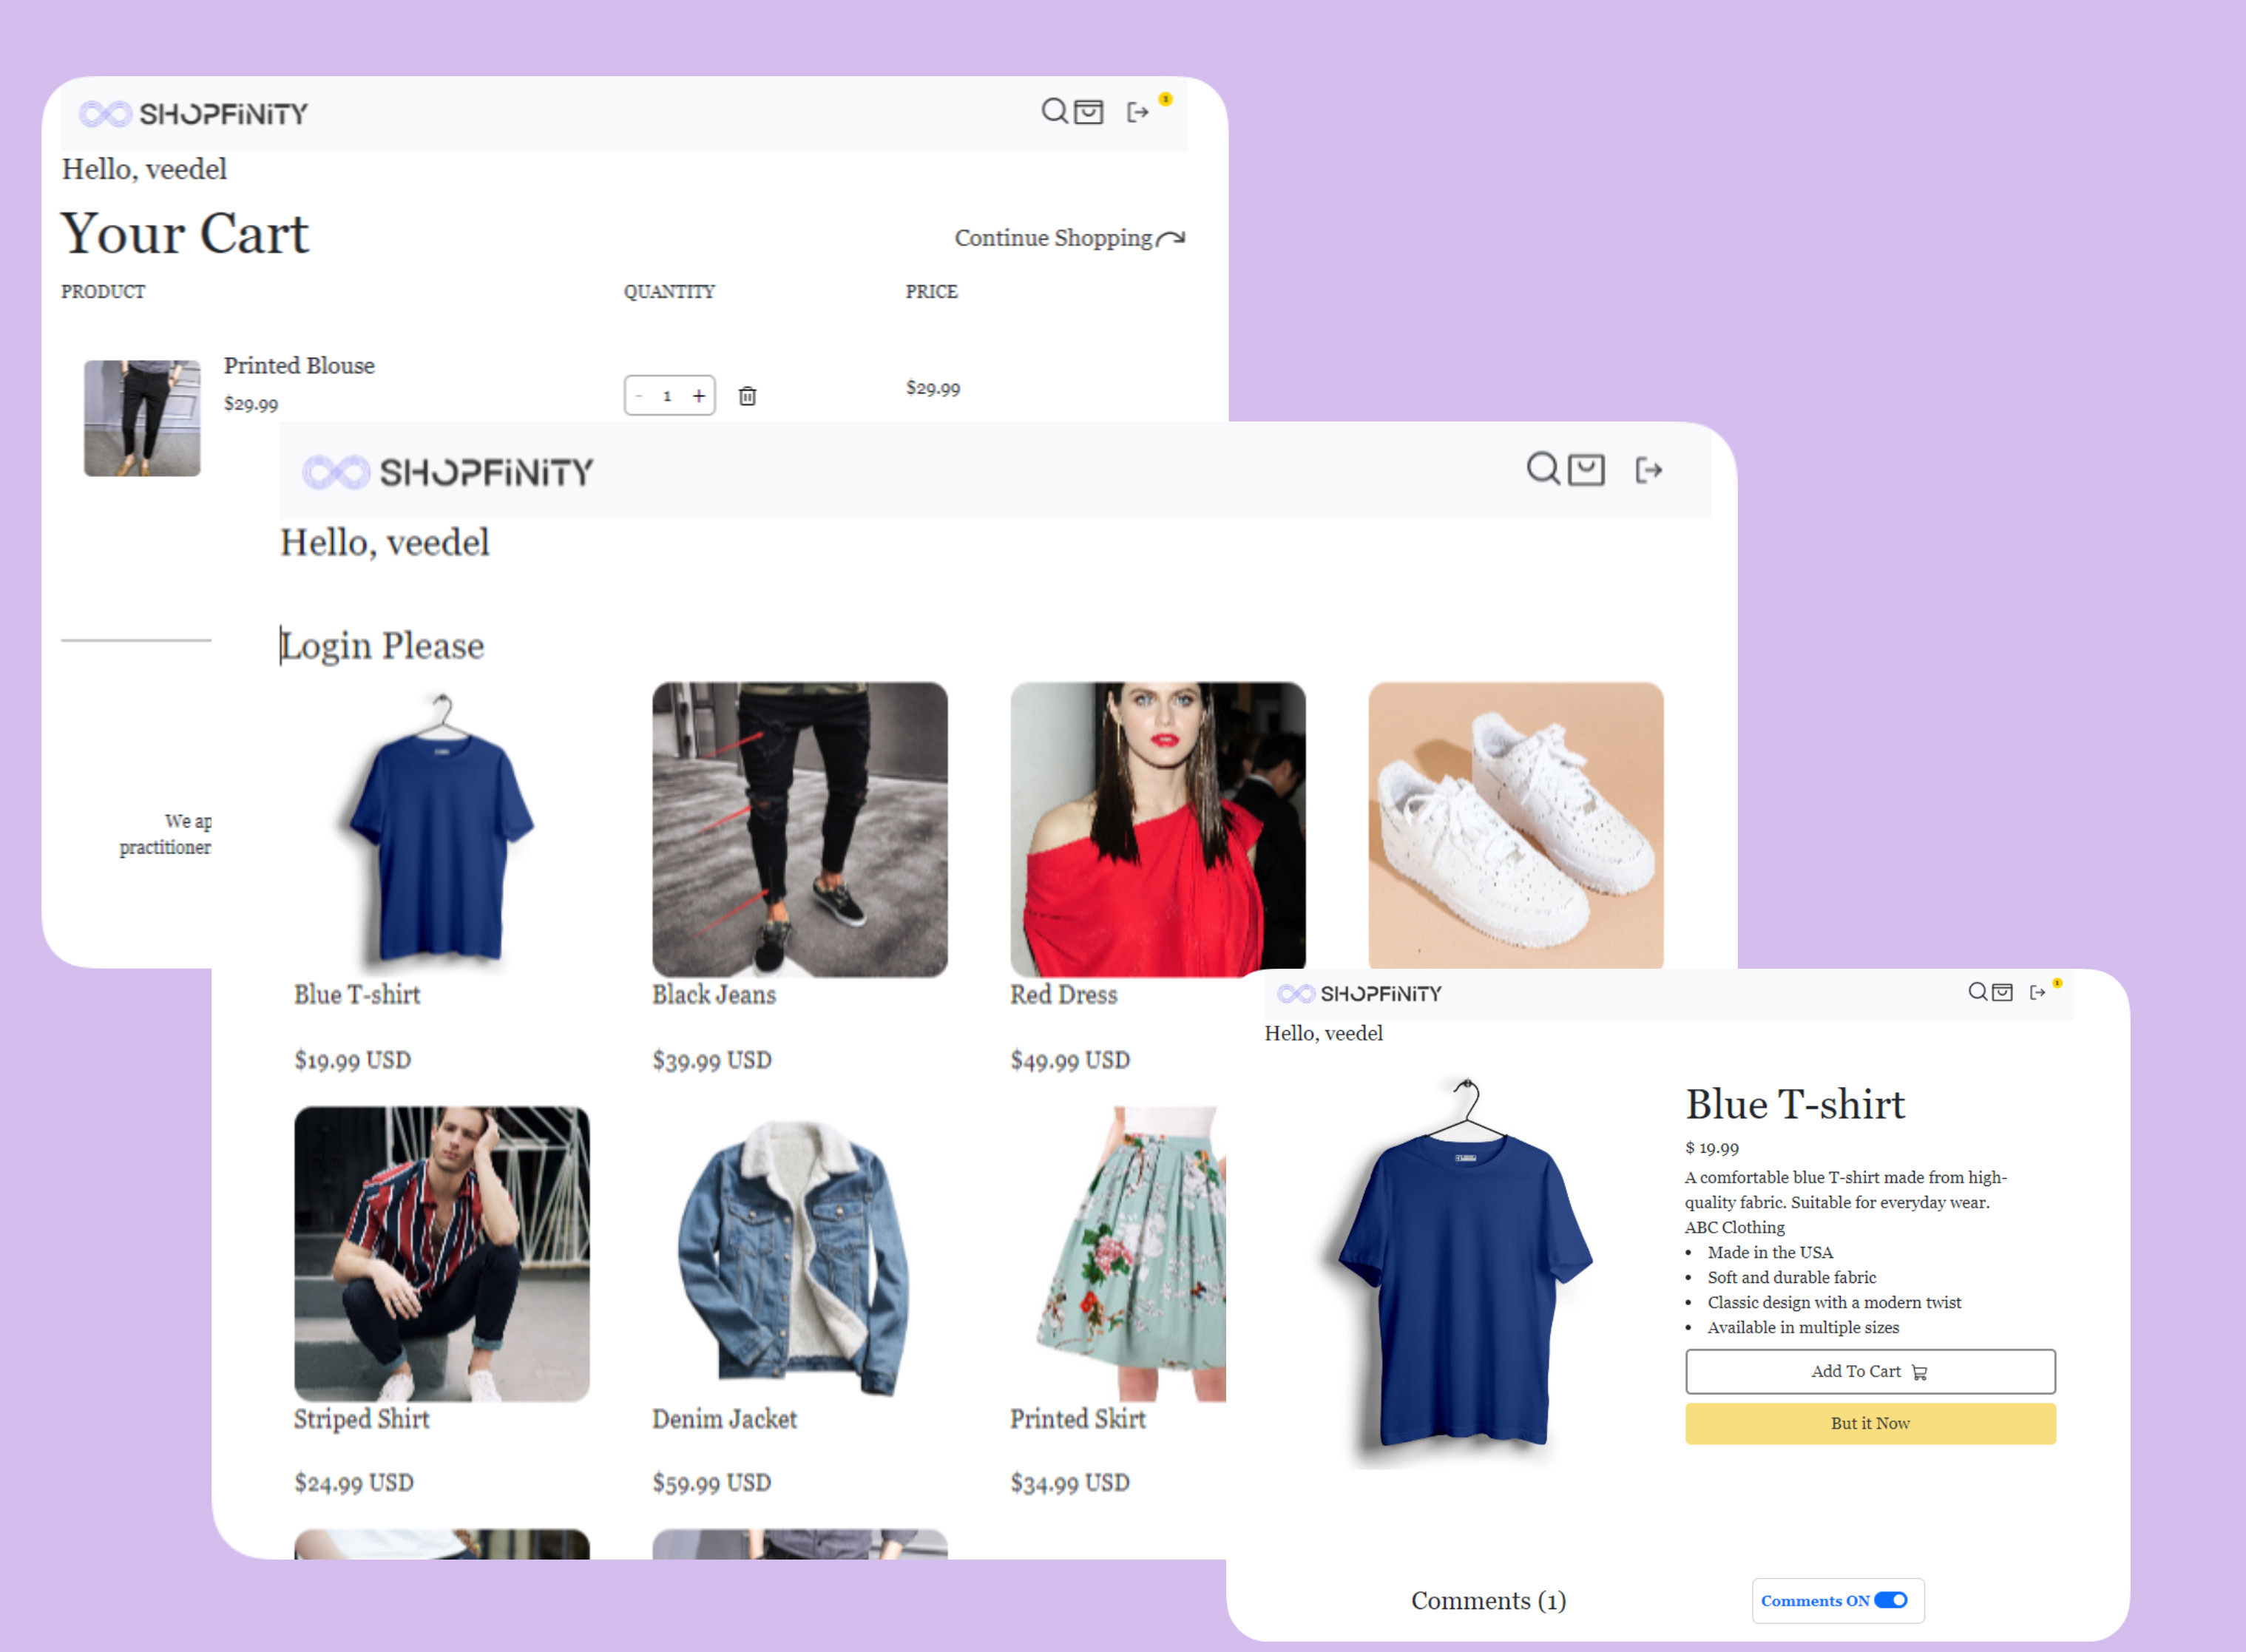 SHOPFiNiTY
1
Hello, veedel
Your Cart
Continue Shopping
PRODUCT
QUANTITY
PRICE
Printed Blouse
$29.99
- 1 +
$29.99
We ap
practitioner
SHOPFiNiTY
Hello, veedel
Login Please
Blue T-shirt
Black Jeans
Red Dress
$19.99 USD
$39.99 USD
$49.99 USD
Striped Shirt
Denim Jacket
Printed Skirt
$24.99 USD
$59.99 USD
$34.99 USD
SHOPFiNiTY
1
Hello, veedel
Blue T-shirt
$ 19.99
A comfortable blue T-shirt made from high-
quality fabric. Suitable for everyday wear.
ABC Clothing
• Made in the USA
• Soft and durable fabric
• Classic design with a modern twist
• Available in multiple sizes
Add To Cart
But it Now
Comments (1)
Comments ON